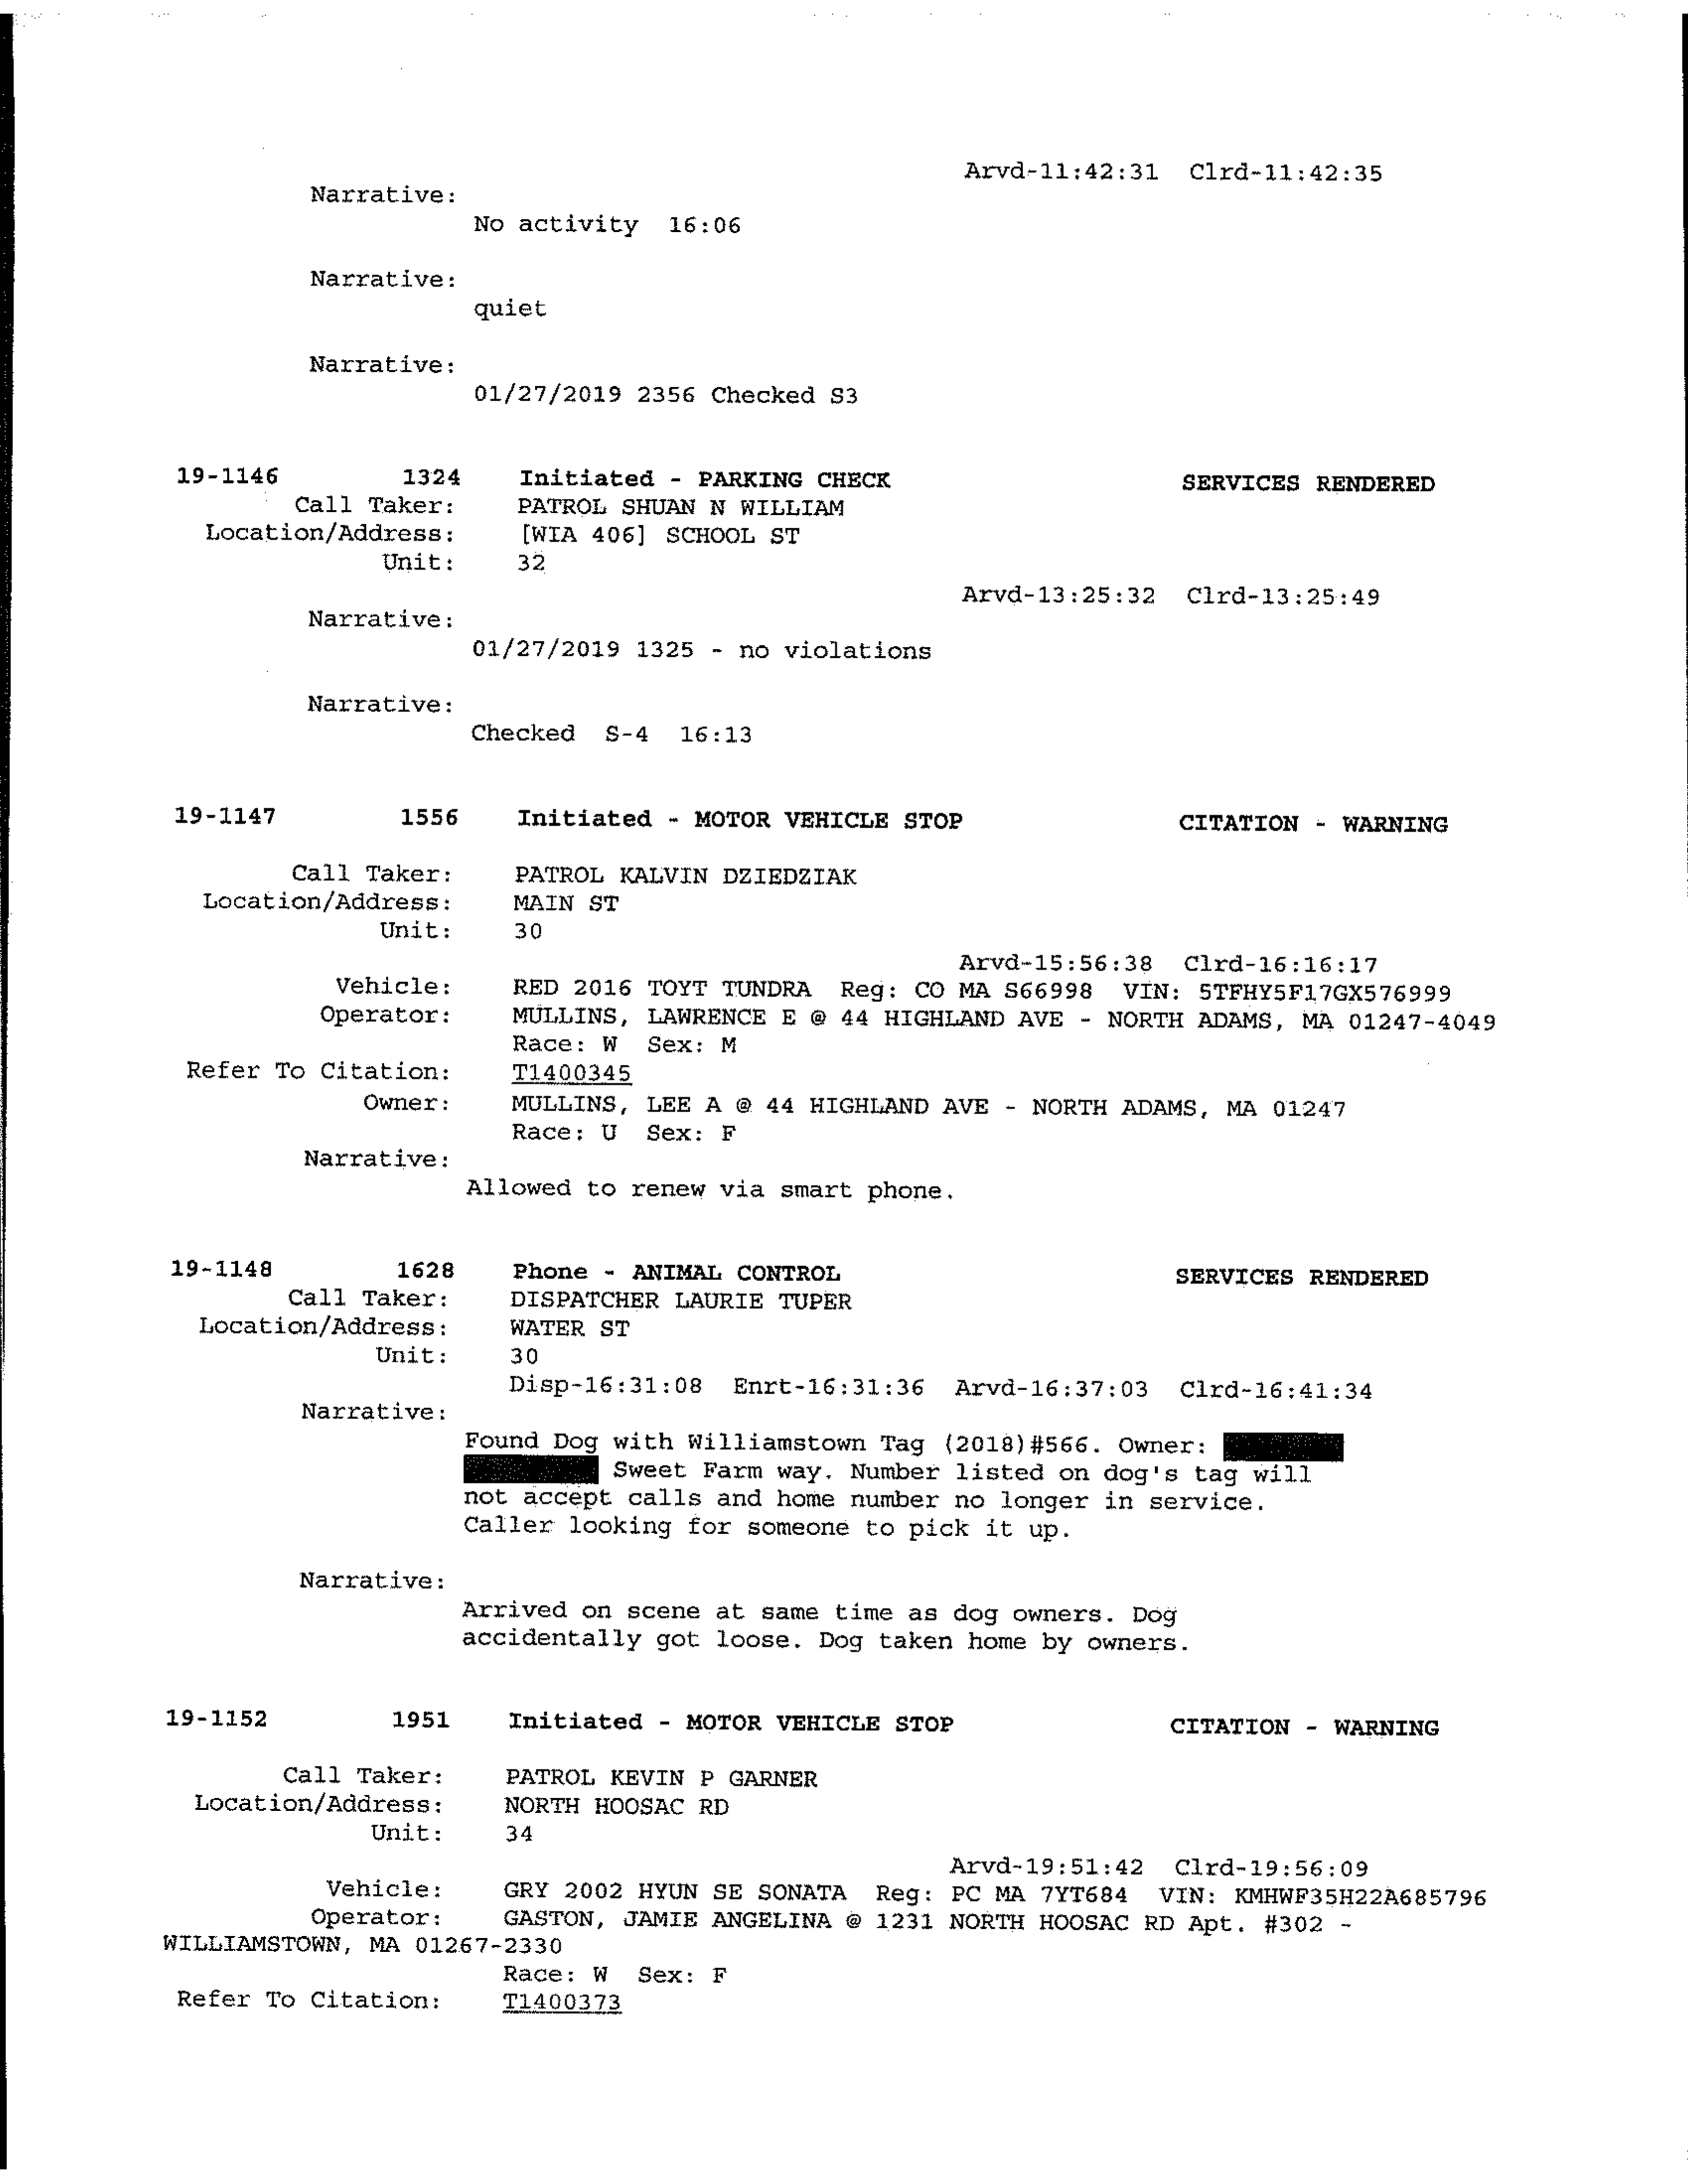 Arvd-11:42:31 Clrd-11:42:35
Narrative:
No activity 16:06
Narrative:
quiet
Narrative:
01/27/2019 2356 Checked S3
19-1146 1324 Initiated - PARKING CHECK SERVICES RENDERED
Call Taker: PATROL SHUAN N WILLIAM
Location/Address: [WIA 406] SCHOOL ST
Unit: 32
Arvd-13:25:32 Clrd-13:25:49
Narrative:
01/27/2019 1325 - no violations
Narrative:
Checked S-4 16:13
19-1147 1556 Initiated - MOTOR VEHICLE STOP CITATION - WARNING
Call Taker: PATROL KALVIN DZIEDZIAK
Location/Address: MAIN ST
Unit: 30
Arvd-15:56:38 Clrd-16:16:17
Vehicle: RED 2016 TOYT TUNDRA Reg: CO MA S66998 VIN: 5TFHY5F17GX576999
Operator: MULLINS, LAWRENCE E @ 44 HIGHLAND AVE - NORTH ADAMS, MA 01247-4049
Race: W Sex: M
Refer To Citation: T1400345
Owner: MULLINS, LEE A @ 44 HIGHLAND AVE - NORTH ADAMS, MA 01247
Race: U Sex: F
Narrative:
Allowed to renew via smart phone.
19-1148 1628 Phone - ANIMAL CONTROL SERVICES RENDERED
Call Taker: DISPATCHER LAURIE TUPER
Location/Address: WATER ST
Unit: 30
Disp-16:31:08 Enrt-16:31:36 Arvd-16:37:03 Clrd-16:41:34
Narrative:
Found Dog with Williamstown Tag (2018)#566. Owner:
Sweet Farm way. Number listed on dog's tag will
not accept calls and home number no longer in service.
Caller looking for someone to pick it up.
Narrative:
Arrived on scene at same time as dog owners. Dog
accidentally got loose. Dog taken home by owners.
19-1152 1951 Initiated - MOTOR VEHICLE STOP CITATION - WARNING
Call Taker: PATROL KEVIN P GARNER
Location/Address: NORTH HOOSAC RD
Unit: 34
Arvd-19:51:42 Clrd-19:56:09
Vehicle: GRY 2002 HYUN SE SONATA Reg: PC MA 7YT684 VIN: KMHWF35H22A685796
Operator: GASTON, JAMIE ANGELINA @ 1231 NORTH HOOSAC RD Apt. #302 -
WILLIAMSTOWN, MA 01267-2330
Race: W Sex: F
Refer To Citation: T1400373